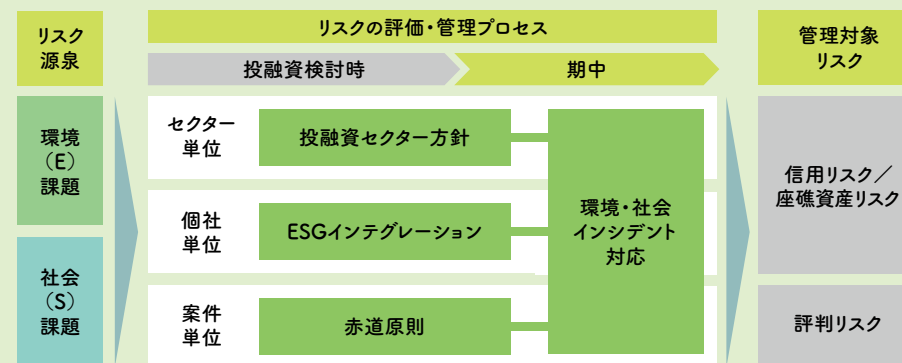 リスク
源泉
リスクの評価・管理プロセス
管理対象
リスク
投融資検討時
期中
環境
（E）
課題
社会
（S）
課題
セクター
単位
投融資セクター方針
個社
単位
ESGインテグレーション
案件
単位
赤道原則
環境・社会
インシデント
対応
信用リスク／
座礁資産リスク
評判リスク